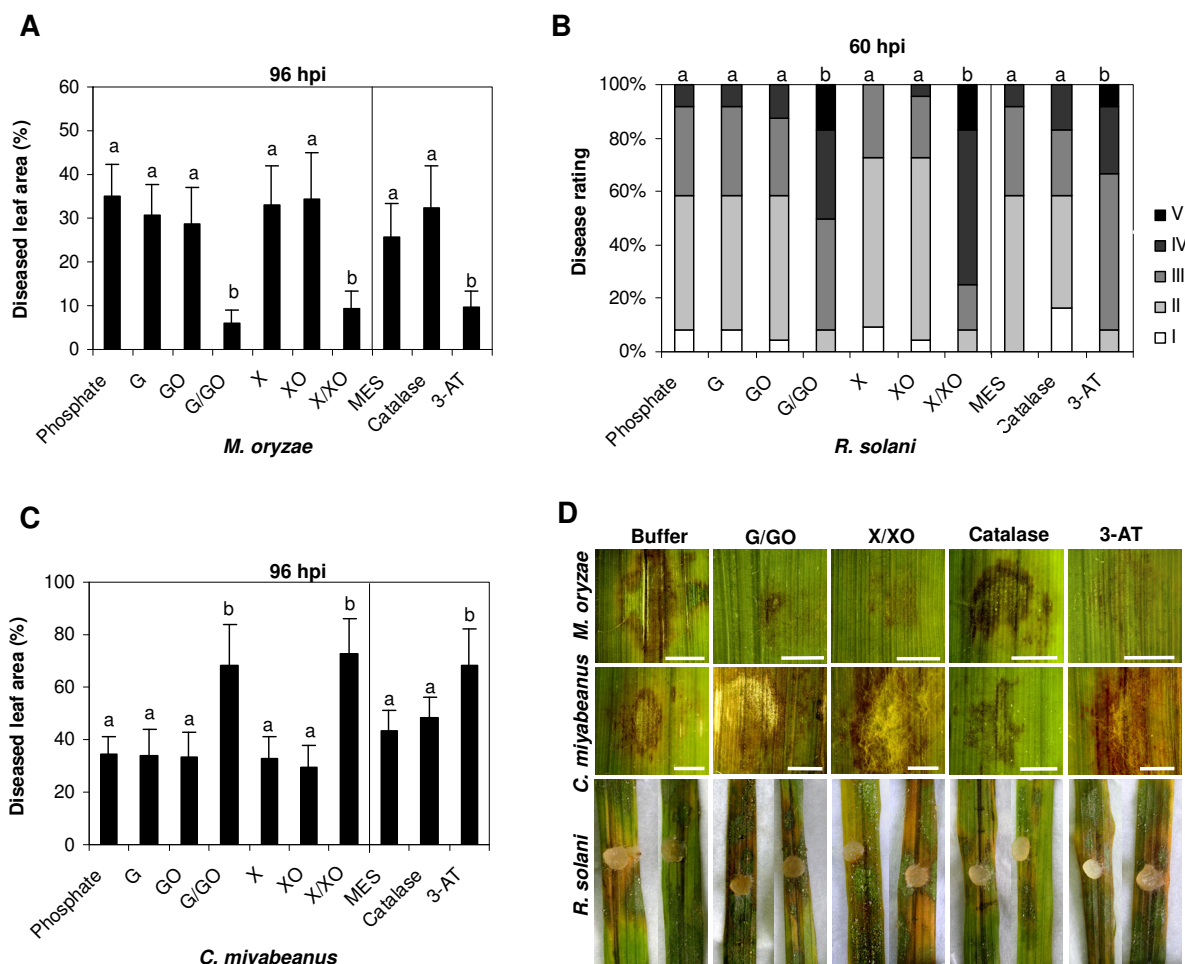 A
96 hpi
Diseased leaf area (%)
60
50
40
30
20
10
0
a
a
a
b
a
a
b
a
a
b
Phosphate
G
GO
G/GO
X
XO
X/XO
MES
Catalase
3-AT
M. oryzae
B
60 hpi
Disease rating
100%
80%
60%
40%
20%
0%
a
a
a
b
a
a
b
a
a
b
Phosphate
G
GO
G/GO
X
XO
X/XO
MES
Catalase
3-AT
R. solani
V
IV
III
II
I
C
96 hpi
Diseased leaf area (%)
100
80
60
40
20
0
a
a
a
b
a
a
b
a
a
b
Phosphate
G
GO
G/GO
X
XO
X/XO
MES
Catalase
3-AT
C. miyabeanus
D
Buffer G/GO X/XO Catalase 3-AT
M. oryzae
C. miyabeanus
R. solani